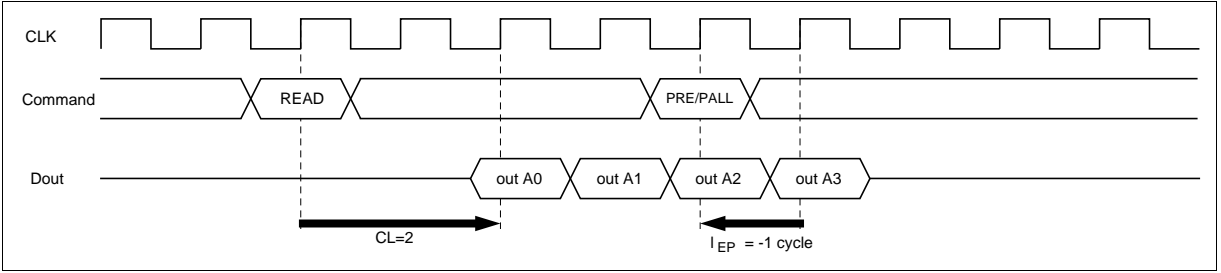 CLK
Command READ PRE/PALL
Dout out A0 out A1 out A2 out A3
CL=2
l EP = -1 cycle